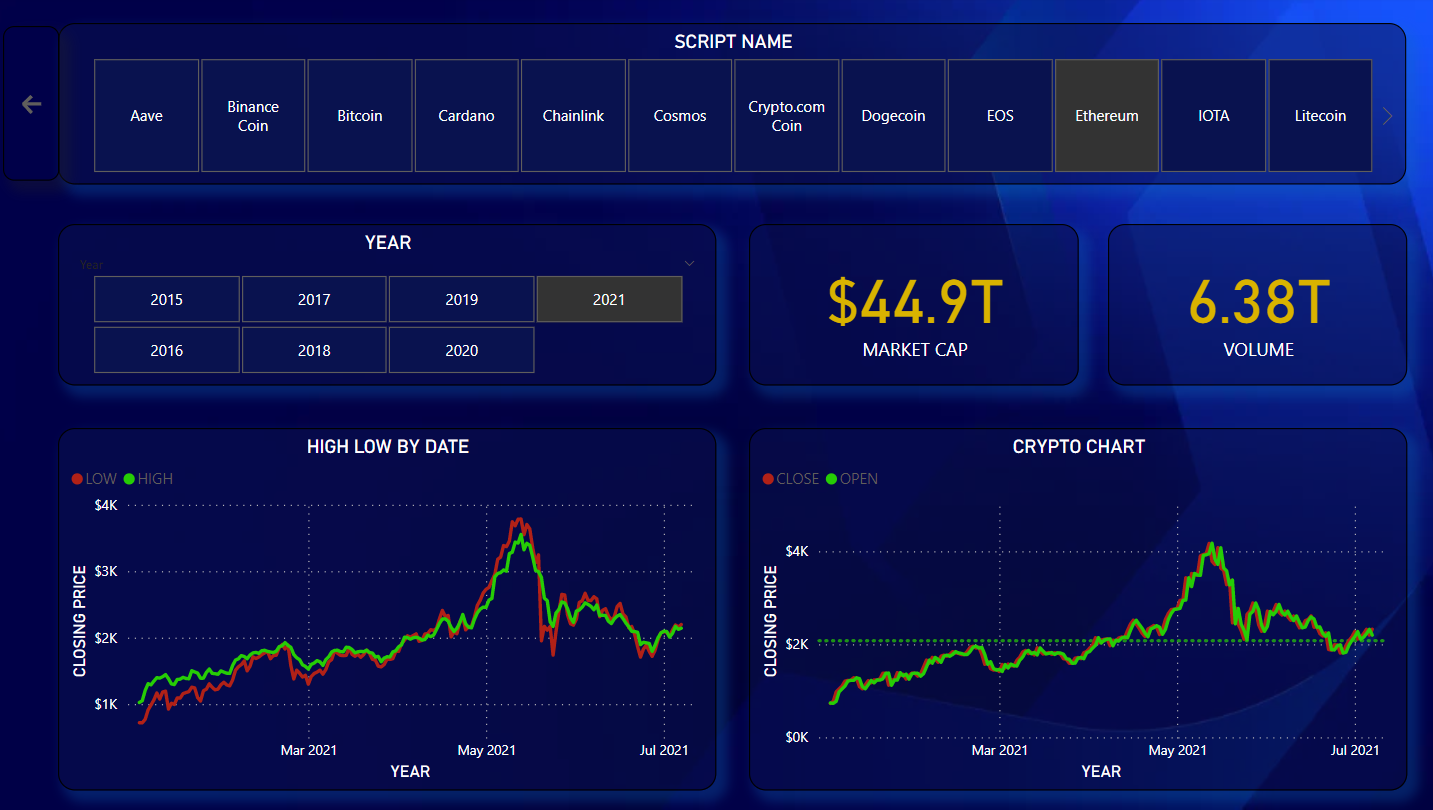 SCRIPT NAME
Aave
Binance
Coin
Bitcoin
Cardano
Chainlink
Cosmos
Crypto.com
Coin
Dogecoin
EOS
Ethereum
IOTA
Litecoin
YEAR
Year
2015
2017
2019
2021
2016
2018
2020
$44.9T
MARKET CAP
6.38T
VOLUME
HIGH LOW BY DATE
LOW HIGH
$4K
$3K
$2K
$1K
CLOSING PRICE
Mar 2021
May 2021
Jul 2021
YEAR
CRYPTO CHART
CLOSE OPEN
$4K
$2K
$0K
CLOSING PRICE
Mar 2021
May 2021
Jul 2021
YEAR